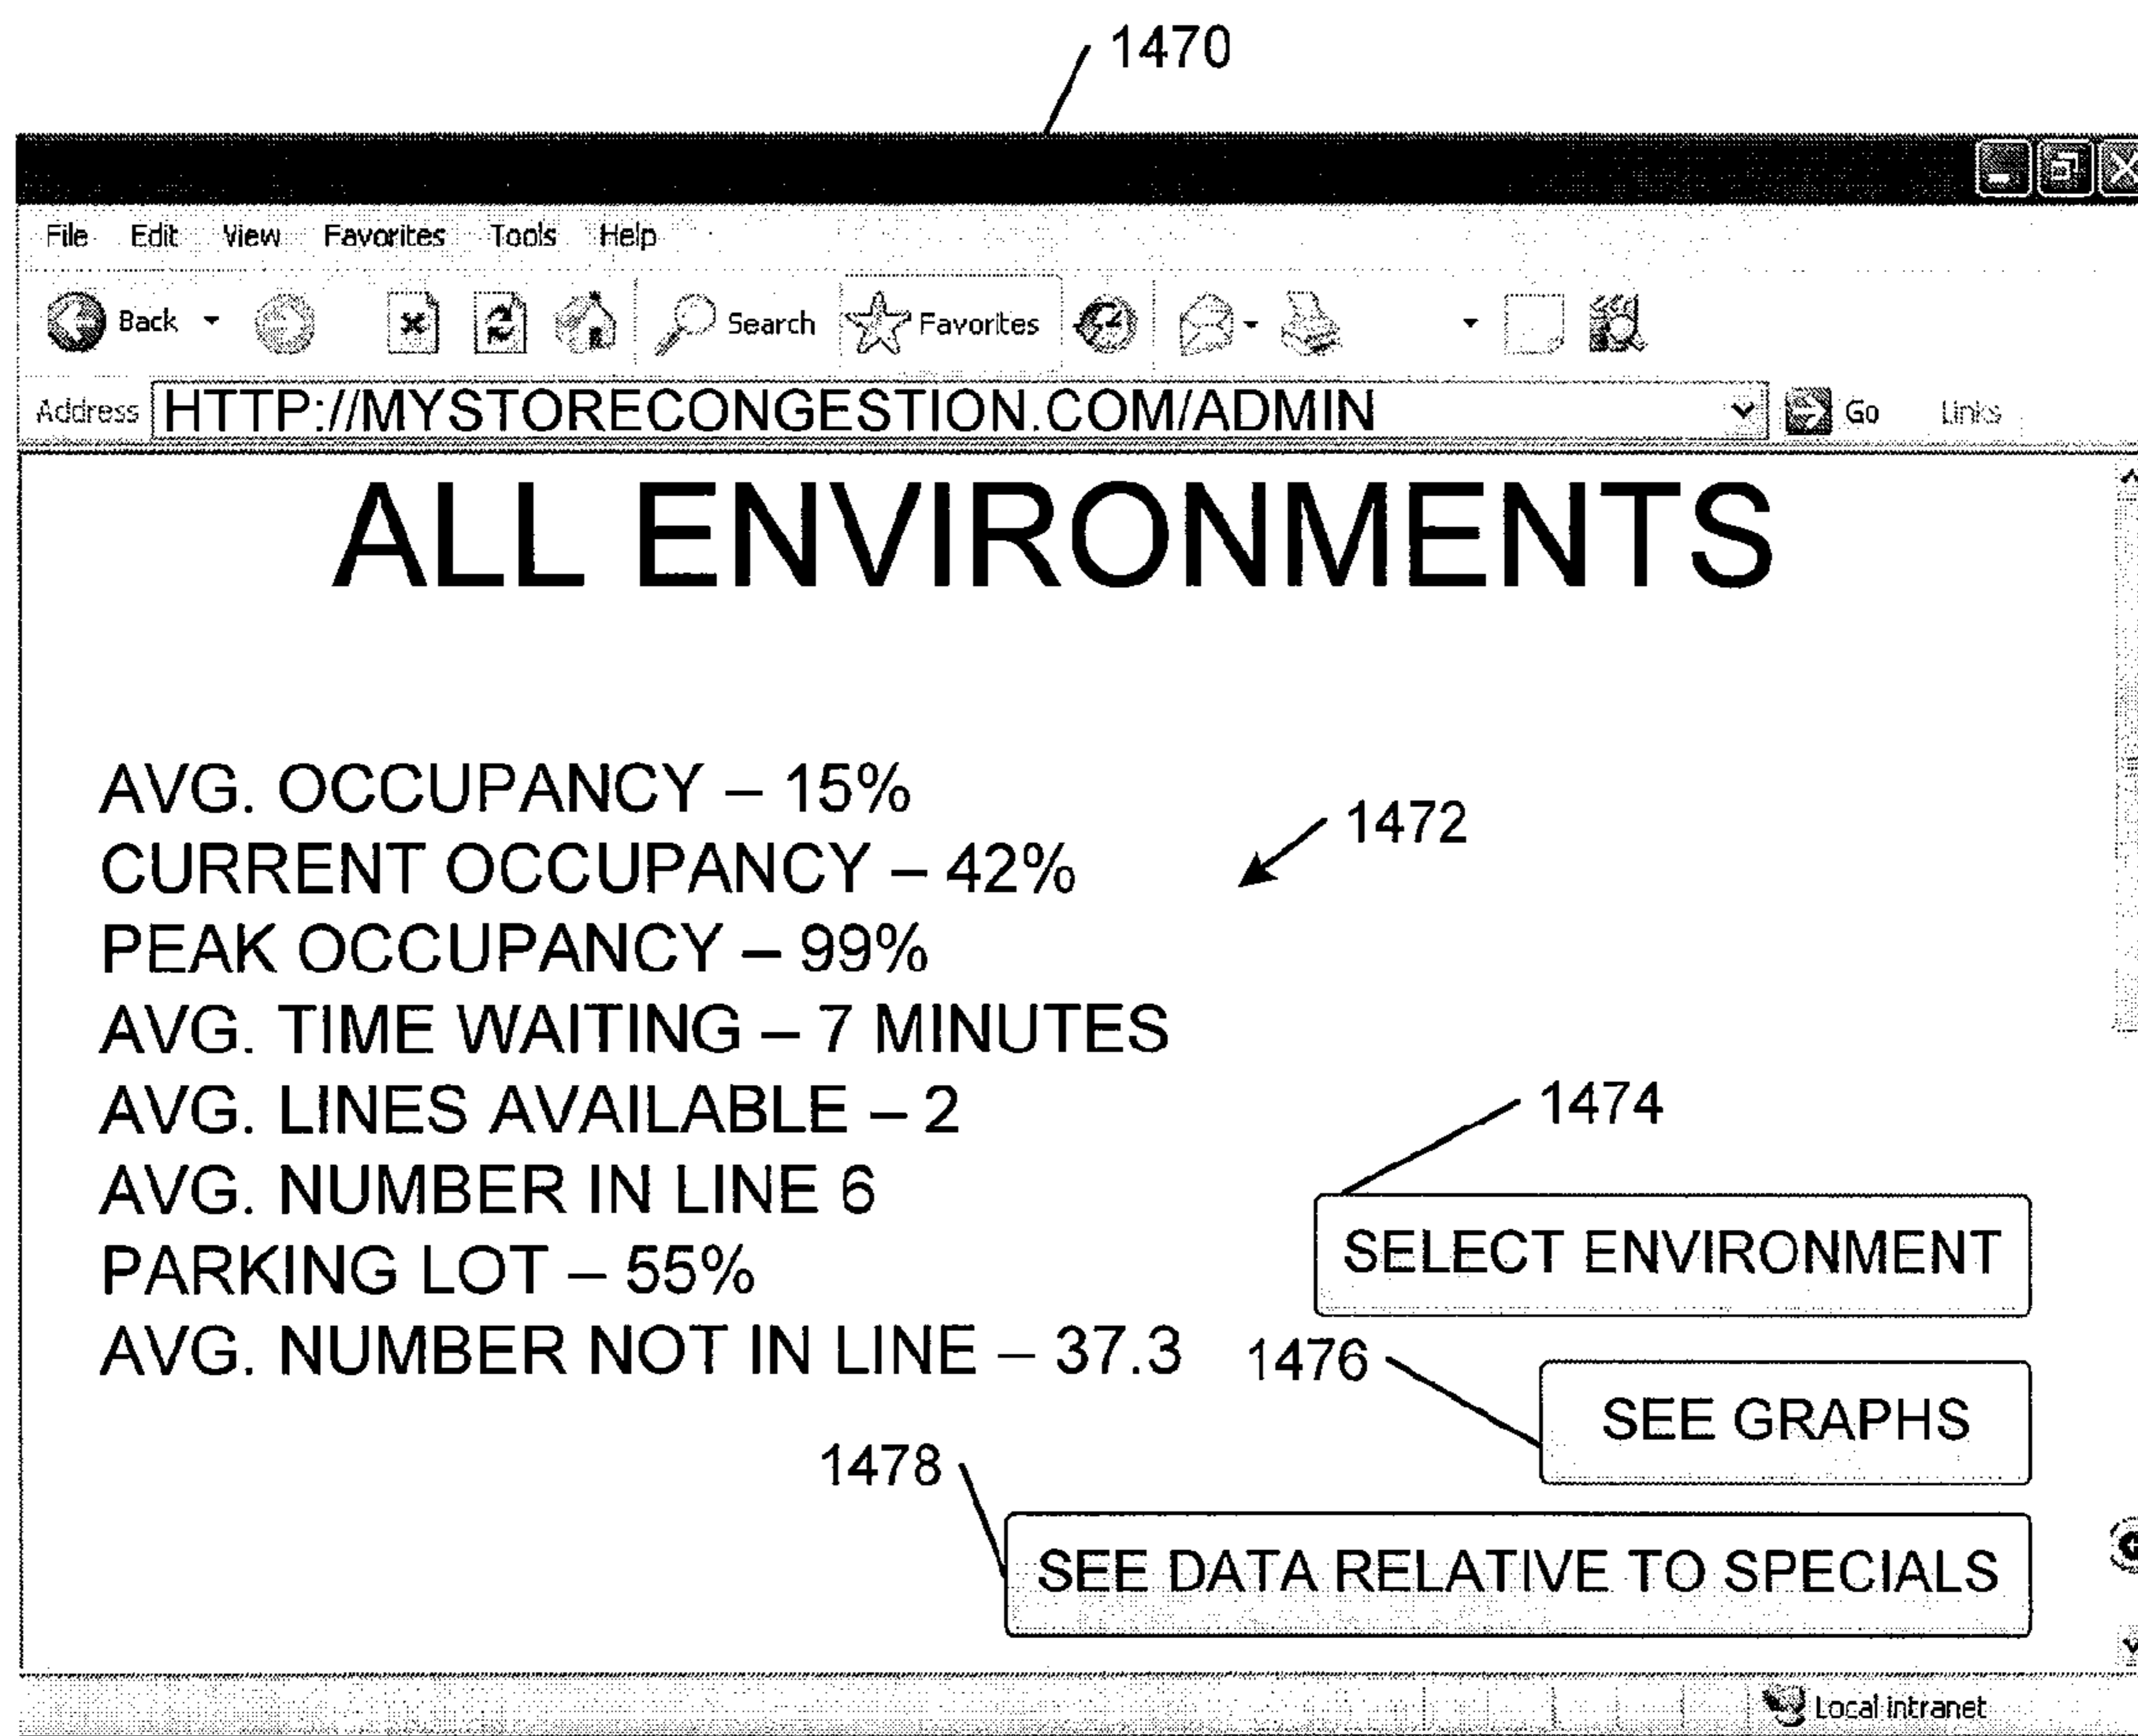 1470
File Edit View Favorites Tools Help
Back Search Favorites
Address HTTP://MYSTORECONGESTION.COM/ADMIN Go Links
ALL ENVIRONMENTS
AVG. OCCUPANCY – 15%
1472
CURRENT OCCUPANCY – 42%
PEAK OCCUPANCY – 99%
AVG. TIME WAITING – 7 MINUTES
AVG. LINES AVAILABLE – 2
1474
AVG. NUMBER IN LINE 6
SELECT ENVIRONMENT
PARKING LOT – 55%
AVG. NUMBER NOT IN LINE – 37.3
1476
SEE GRAPHS
1478
SEE DATA RELATIVE TO SPECIALS
Local intranet